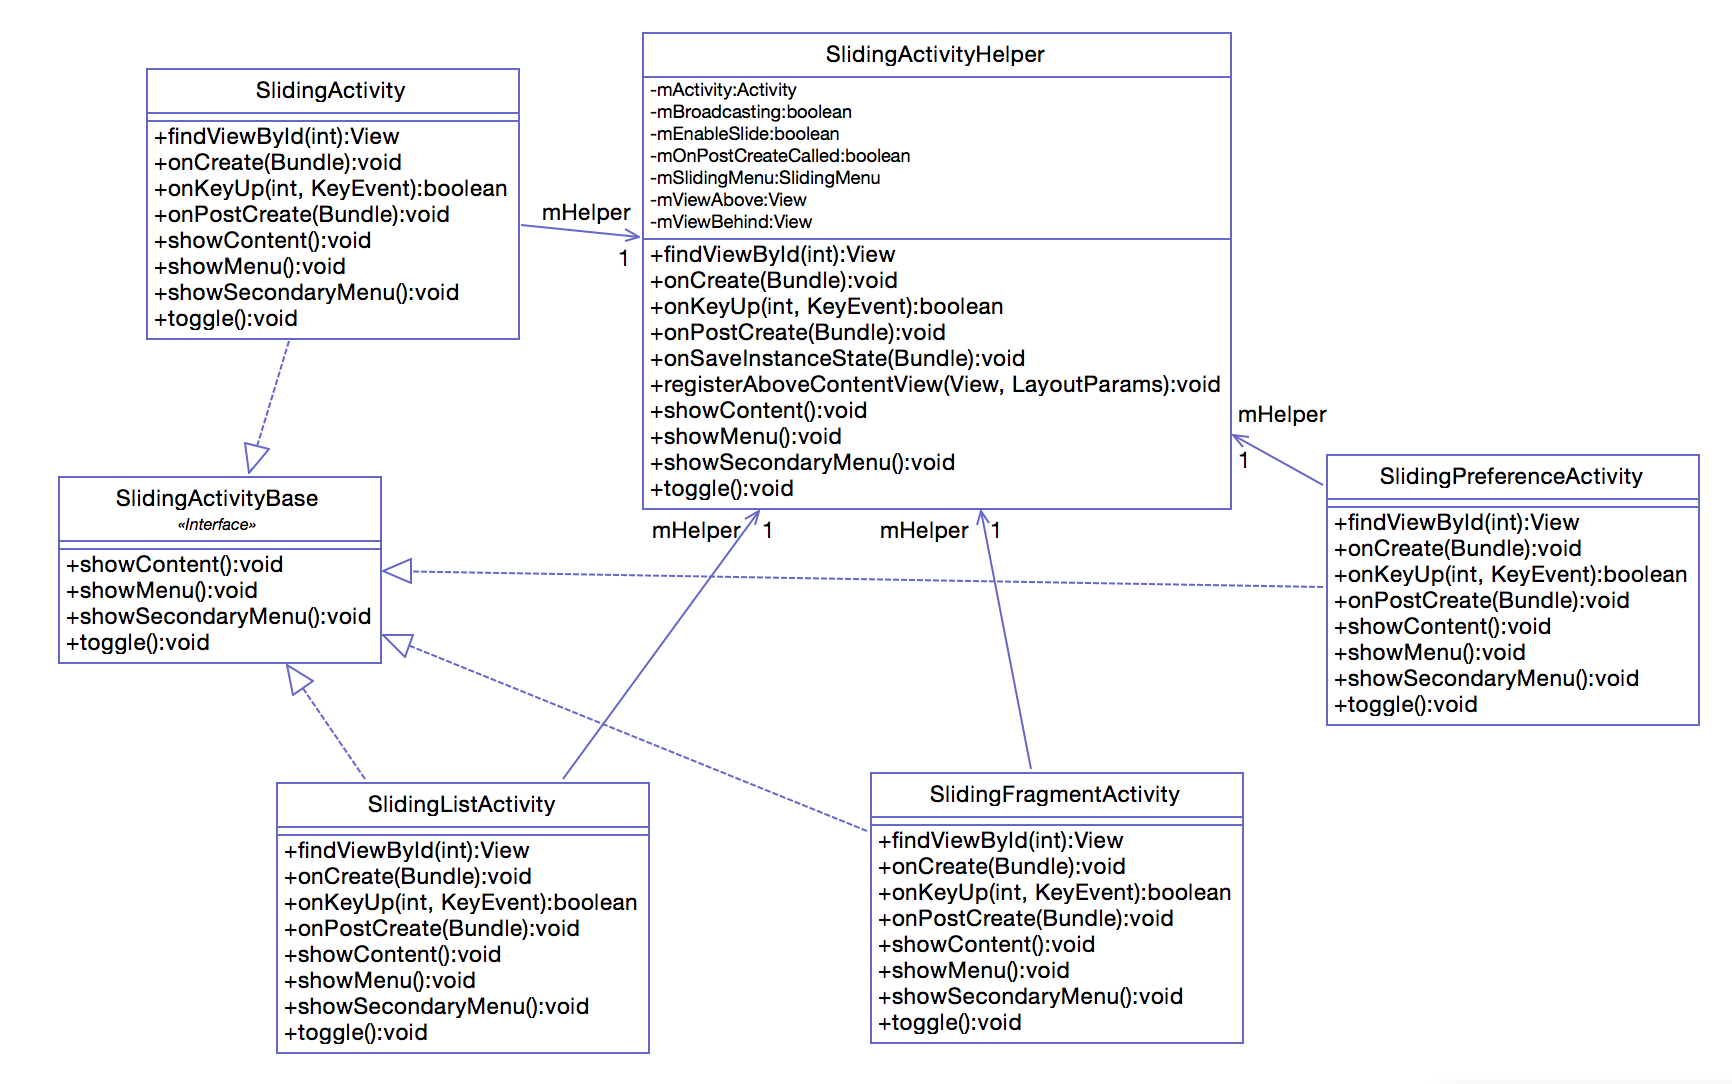 SlidingActivity
+findViewById(int):View
+onCreate(Bundle):void
+onKeyUp(int, KeyEvent):boolean
+onPostCreate(Bundle):void
+showContent():void
+showMenu():void
+showSecondaryMenu():void
+toggle():void
mHelper
1
SlidingActivityHelper
-mActivity:Activity
-mBroadcasting:boolean
-mEnableSlide:boolean
-mOnPostCreateCalled:boolean
-mSlidingMenu:SlidingMenu
-mViewAbove:View
-mViewBehind:View
+findViewById(int):View
+onCreate(Bundle):void
+onKeyUp(int, KeyEvent):boolean
+onPostCreate(Bundle):void
+onSaveInstanceState(Bundle):void
+registerAboveContentView(View, LayoutParams):void
+showContent():void
+showMenu():void
+showSecondaryMenu():void
+toggle():void
mHelper
1
mHelper 1
mHelper 1
SlidingActivityBase
«Interface»
+showContent():void
+showMenu():void
+showSecondaryMenu():void
+toggle():void
SlidingPreferenceActivity
+findViewById(int):View
+onCreate(Bundle):void
+onKeyUp(int, KeyEvent):boolean
+onPostCreate(Bundle):void
+showContent():void
+showMenu():void
+showSecondaryMenu():void
+toggle():void
SlidingListActivity
+findViewById(int):View
+onCreate(Bundle):void
+onKeyUp(int, KeyEvent):boolean
+onPostCreate(Bundle):void
+showContent():void
+showMenu():void
+showSecondaryMenu():void
+toggle():void
SlidingFragmentActivity
+findViewById(int):View
+onCreate(Bundle):void
+onKeyUp(int, KeyEvent):boolean
+onPostCreate(Bundle):void
+showContent():void
+showMenu():void
+showSecondaryMenu():void
+toggle():void